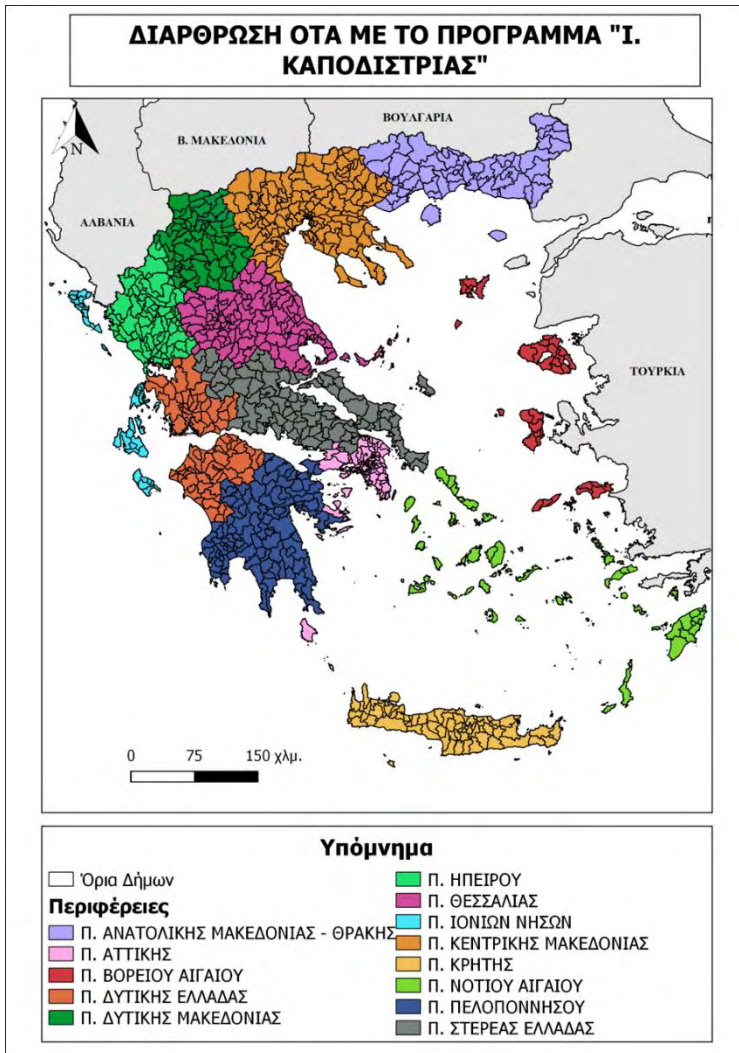 ΔΙΑΡΘΡΩΣΗ ΟΤΑ ΜΕ ΤΟ ΠΡΟΓΡΑΜΜΑ "Ι.
ΚΑΠΟΔΙΣΤΡΙΑΣ"
ΒΟΥΛΓΑΡΙΑ
Β. ΜΑΚΕΔΟΝΙΑ
N
ΑΛΒΑΝΙΑ
ΤΟΥΡΚΙΑ
0 75 150 χλμ.
Υπόμνημα
Όρια Δήμων
Περιφέρειες
Π. ΑΝΑΤΟΛΙΚΗΣ ΜΑΚΕΔΟΝΙΑΣ - ΘΡΑΚΗΣ
Π. ΑΤΤΙΚΗΣ
Π. ΒΟΡΕΙΟΥ ΑΙΓΑΙΟΥ
Π. ΔΥΤΙΚΗΣ ΕΛΛΑΔΑΣ
Π. ΔΥΤΙΚΗΣ ΜΑΚΕΔΟΝΙΑΣ
Π. ΗΠΕΙΡΟΥ
Π. ΘΕΣΣΑΛΙΑΣ
Π. ΙΟΝΙΩΝ ΝΗΣΩΝ
Π. ΚΕΝΤΡΙΚΗΣ ΜΑΚΕΔΟΝΙΑΣ
Π. ΚΡΗΤΗΣ
Π. ΝΟΤΙΟΥ ΑΙΓΑΙΟΥ
Π. ΠΕΛΟΠΟΝΝΗΣΟΥ
Π. ΣΤΕΡΕΑΣ ΕΛΛΑΔΑΣ